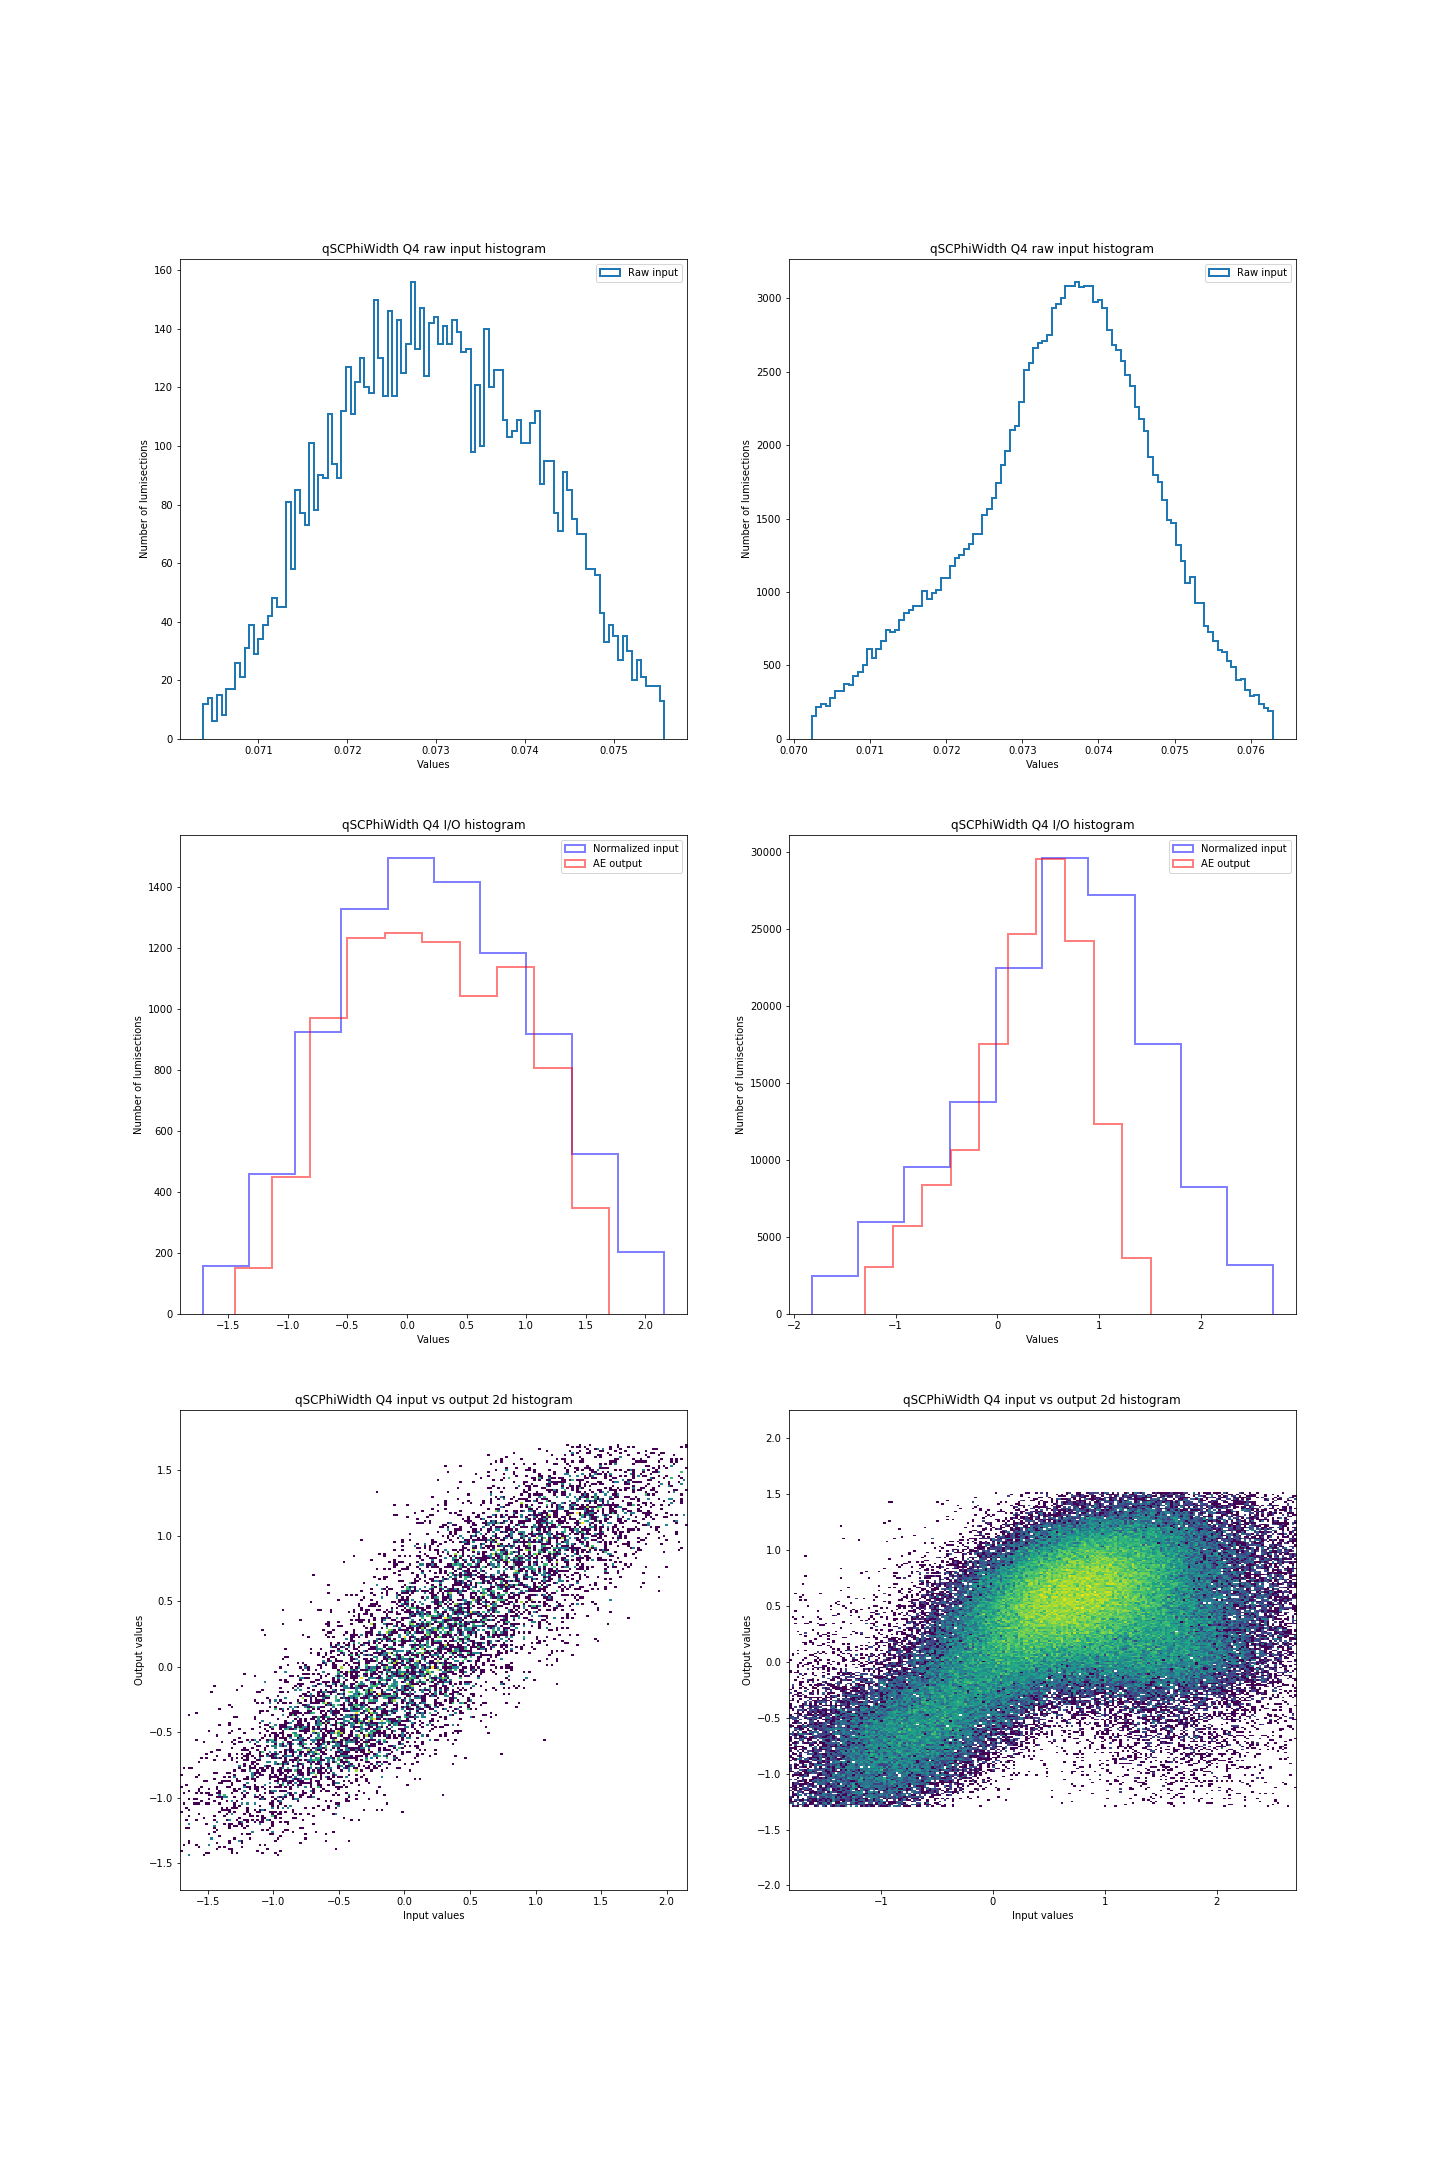 qSCPhiWidth Q4 raw input histogram
Raw input
160
140
120
100
80
60
40
20
0
Number of lumisections
0.071 0.072 0.073 0.074 0.075
Values
qSCPhiWidth Q4 raw input histogram
Raw input
3000
2500
2000
1500
1000
500
0
Number of lumisections
0.070 0.071 0.072 0.073 0.074 0.075 0.076
Values
qSCPhiWidth Q4 I/O histogram
Normalized input
AE output
1400
1200
1000
800
600
400
200
0
Number of lumisections
−1.5 −1.0 −0.5 0.0 0.5 1.0 1.5 2.0
Values
qSCPhiWidth Q4 I/O histogram
Normalized input
AE output
30000
25000
20000
15000
10000
5000
0
Number of lumisections
−2 −1 0 1 2
Values
qSCPhiWidth Q4 input vs output 2d histogram
1.5
1.0
0.5
0.0
−0.5
−1.0
−1.5
Output values
−1.5 −1.0 −0.5 0.0 0.5 1.0 1.5 2.0
Input values
qSCPhiWidth Q4 input vs output 2d histogram
2.0
1.5
1.0
0.5
0.0
−0.5
−1.0
−1.5
−2.0
Output values
−1 0 1 2
Input values